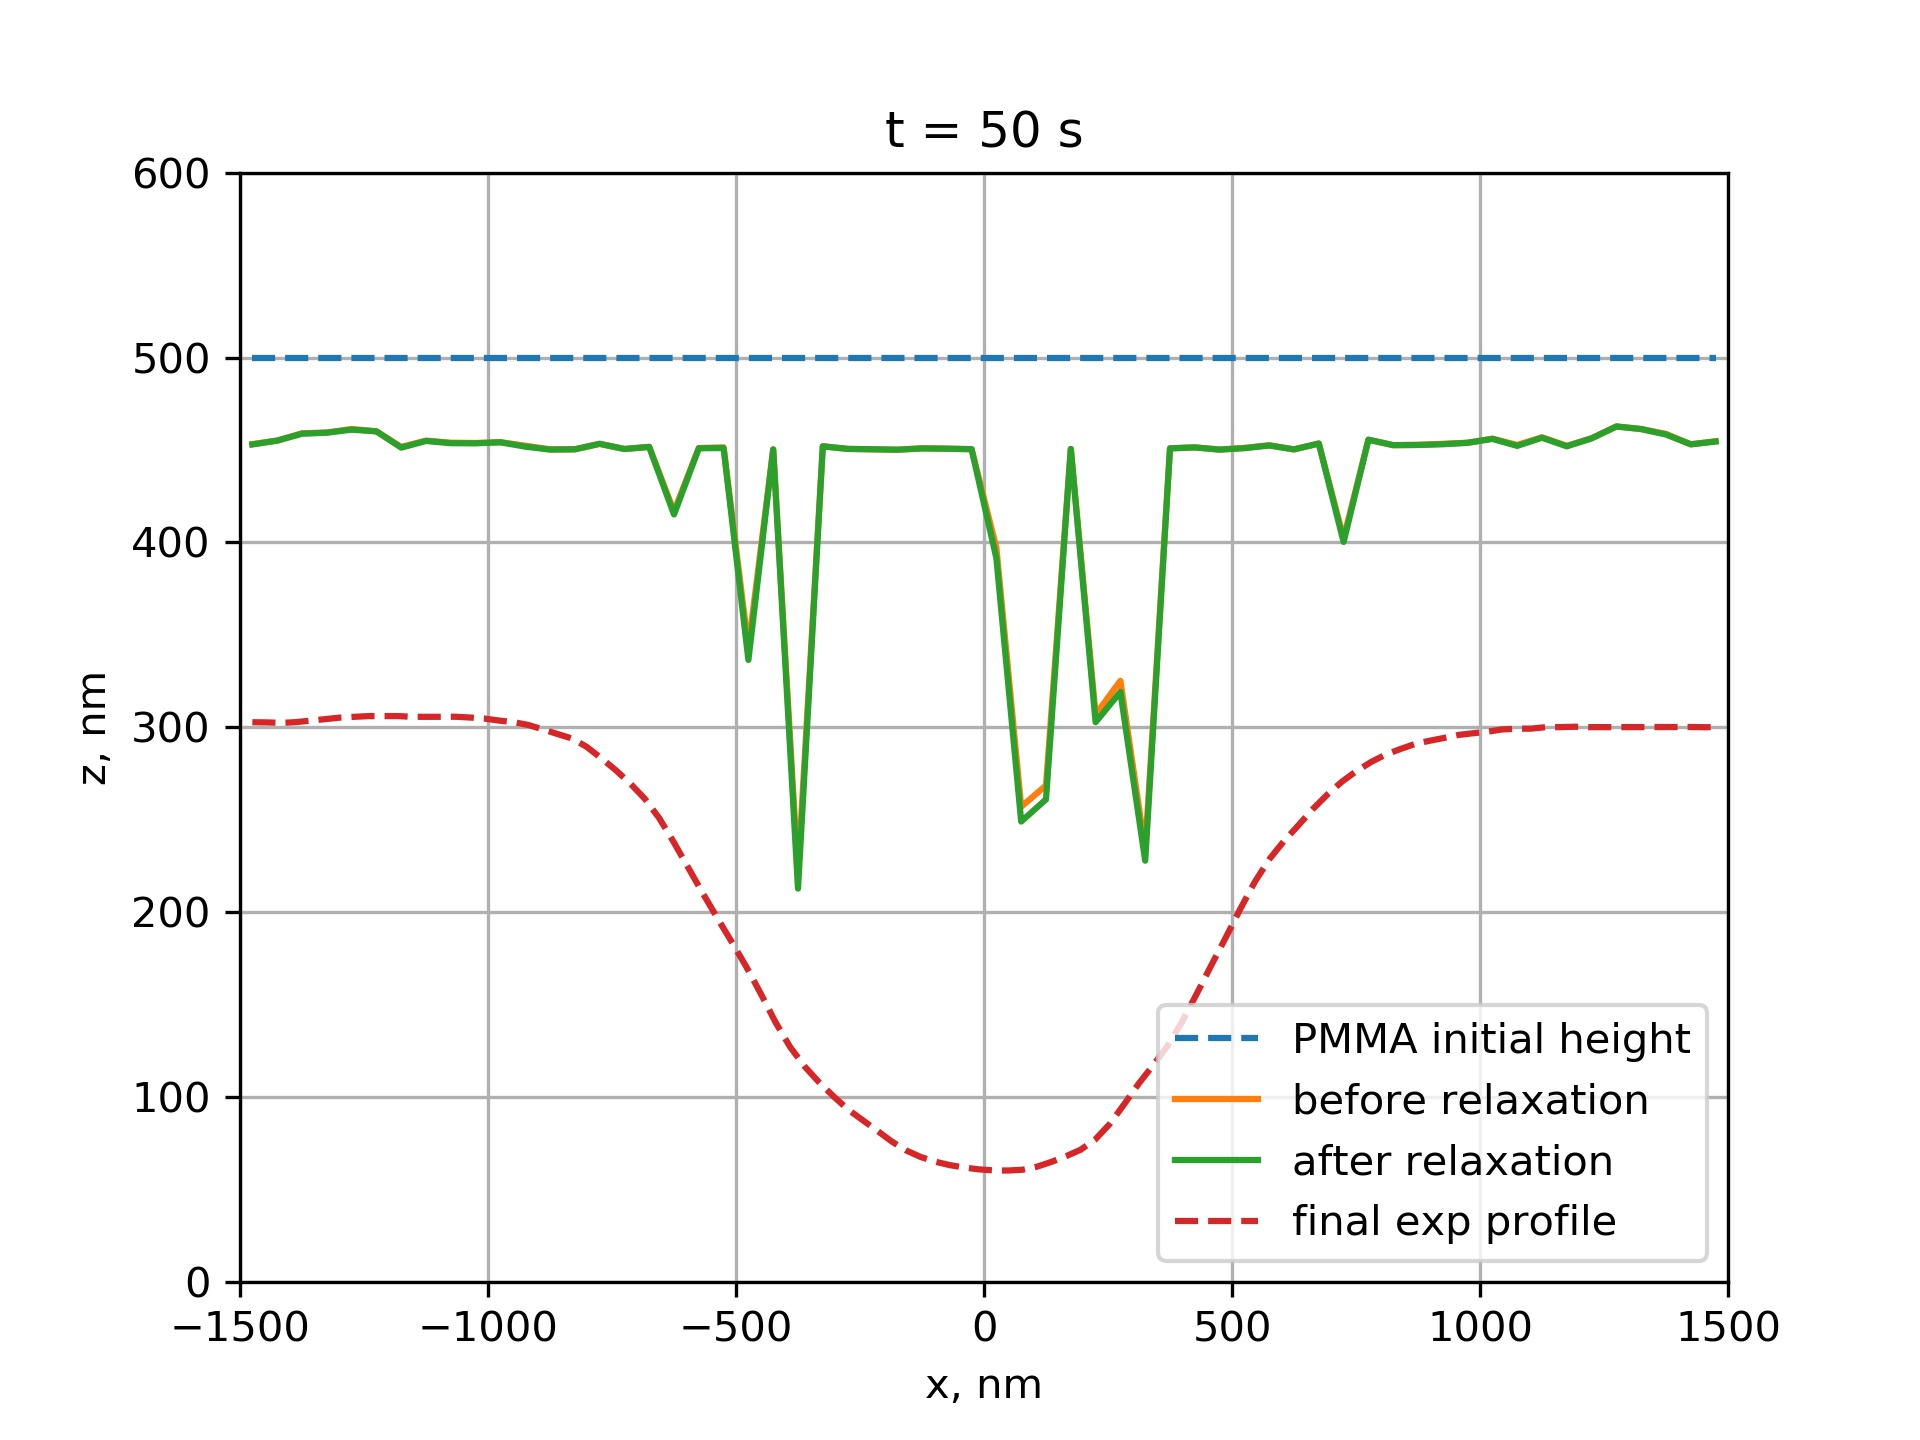 t = 50 s
600
500
400
300
200
100
0
z, nm
−1500 −1000 −500 0 500 1000 1500
x, nm
PMMA initial height
before relaxation
after relaxation
final exp profile